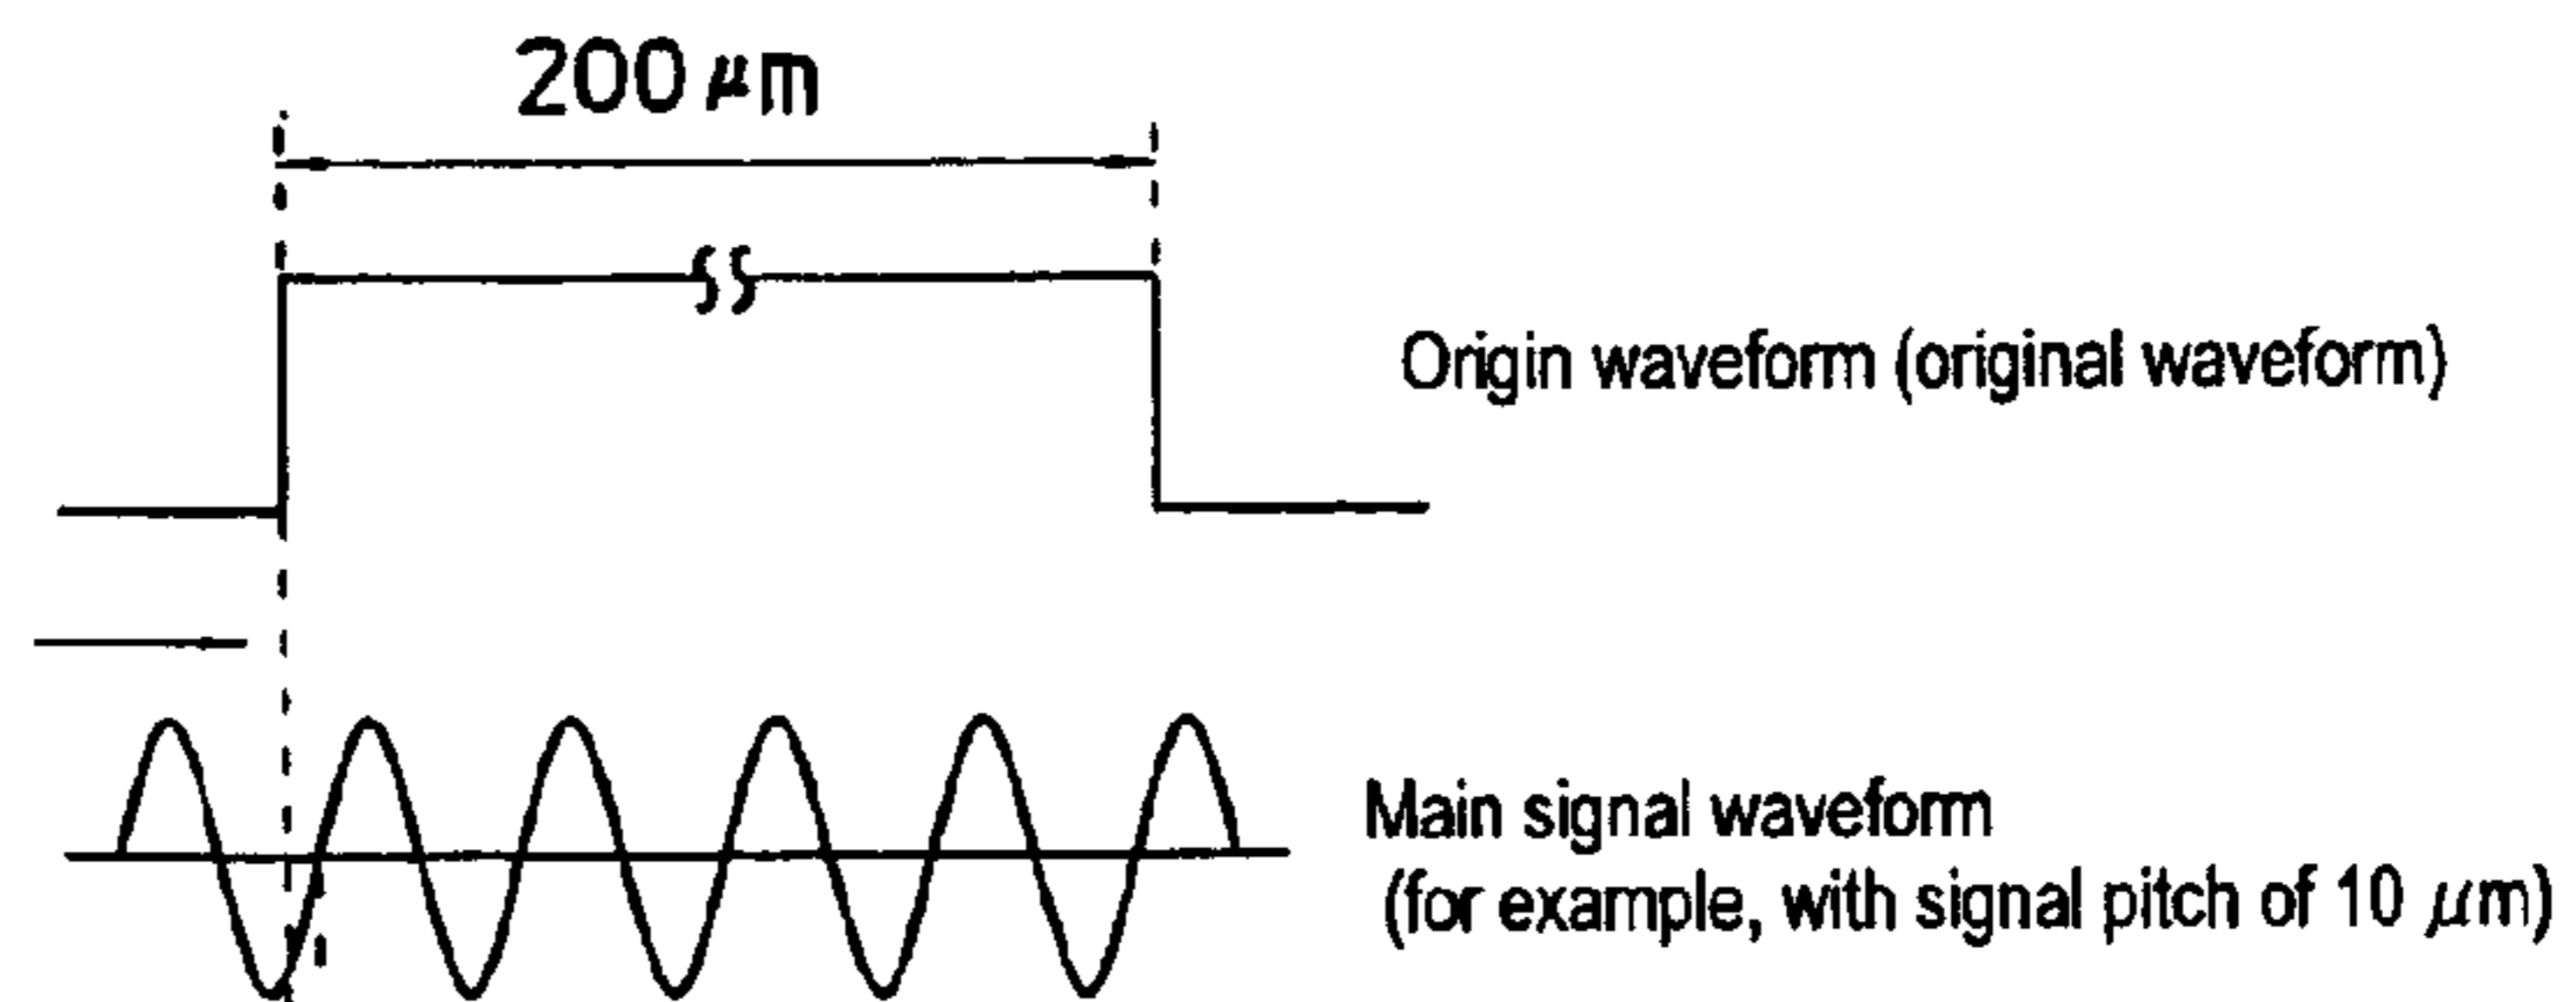 200 μm
Origin waveform (original waveform)
Main signal waveform
(for example, with signal pitch of 10 μm)